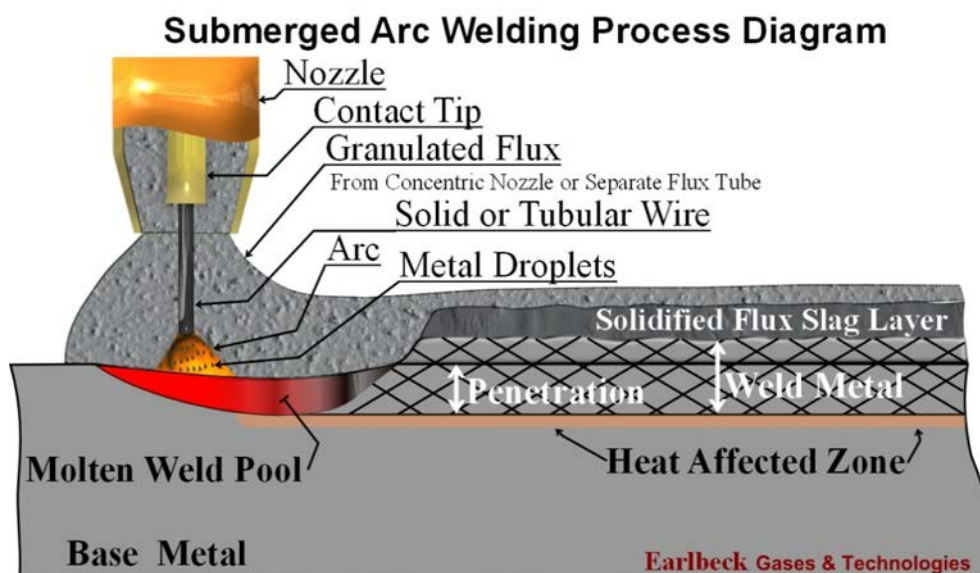 Submerged Arc Welding Process Diagram
Nozzle
Contact Tip
Granulated Flux
From Concentric Nozzle or Separate Flux Tube
Solid or Tubular Wire
Arc
Metal Droplets
Solidified Flux Slag Layer
Penetration
Weld Metal
Molten Weld Pool
Heat Affected Zone
Base Metal
Earlbeck Gases & Technologies